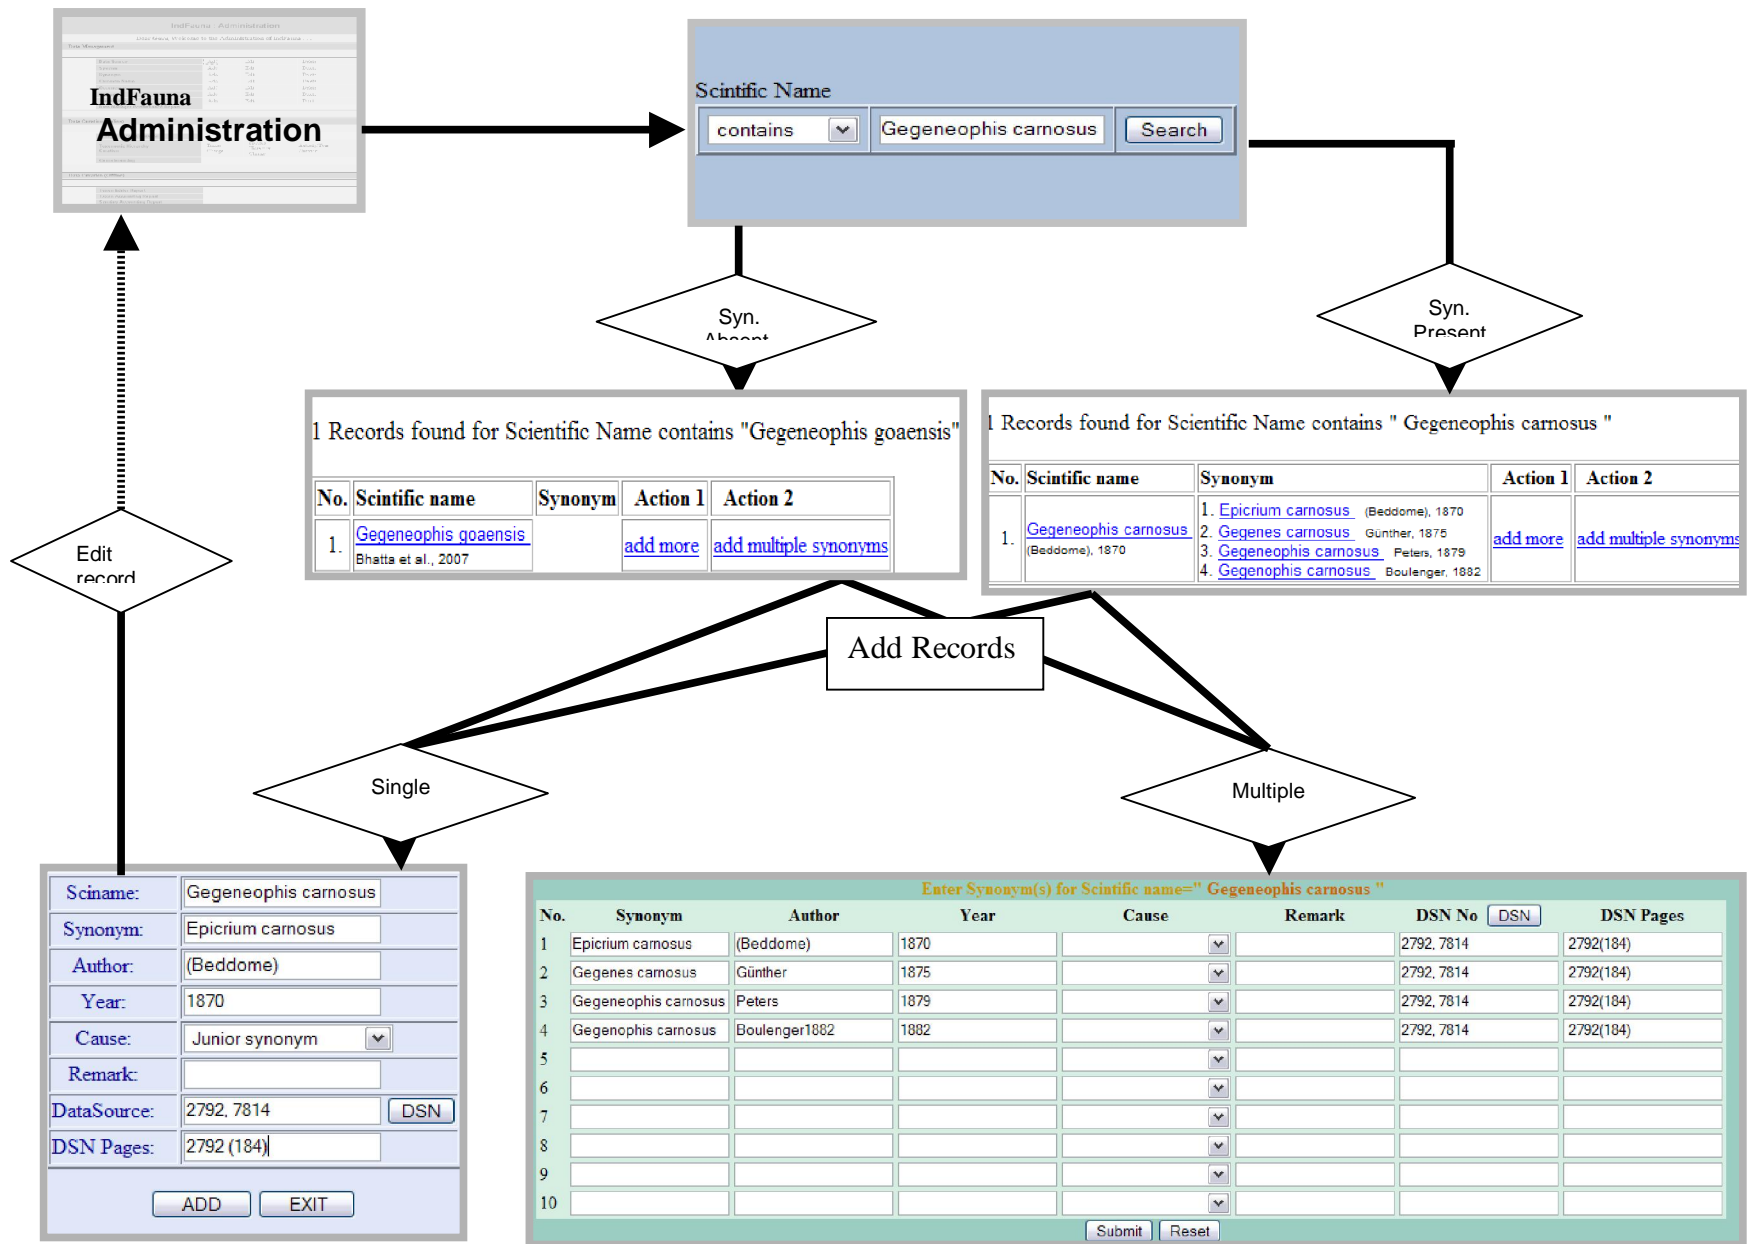 IndFauna : Administration
IndFauna
Administration
Scintific Name
contains Gegeneophis carnosus Search
Syn.
Absent
Syn.
Present
1 Records found for Scientific Name contains "Gegeneophis goaensis"
No. Scintific name Synonym Action 1 Action 2
1. Gegeneophis goaensis add more add multiple synonyms
Bhatta et al., 2007
1 Records found for Scientific Name contains " Gegeneophis carnosus "
No. Scintific name Synonym Action 1 Action 2
1. Gegeneophis carnosus (Beddome), 1870 add more add multiple synonyms
1. Epicrium carnosus (Beddome), 1870
2. Gegenes carnosus Günther, 1875
3. Gegeneophis carnosus Peters, 1879
4. Gegenophis carnosus Boulenger, 1882
Edit
record
Add Records
Single
Multiple
Sciname: Gegeneophis carnosus
Synonym: Epicrium carnosus
Author: (Beddome)
Year: 1870
Cause: Junior synonym
Remark:
DataSource: 2792, 7814 DSN
DSN Pages: 2792 (184)
ADD EXIT
Enter Synonym(s) for Scintific name=" Gegeneophis carnosus "
No. Synonym Author Year Cause Remark DSN No DSN DSN Pages
1 Epicrium carnosus (Beddome) 1870 2792, 7814 2792(184)
2 Gegenes carnosus Günther 1875 2792, 7814 2792(184)
3 Gegeneophis carnosus Peters 1879 2792, 7814 2792(184)
4 Gegenophis carnosus Boulenger1882 1882 2792, 7814 2792(184)
5
6
7
8
9
10
Submit Reset